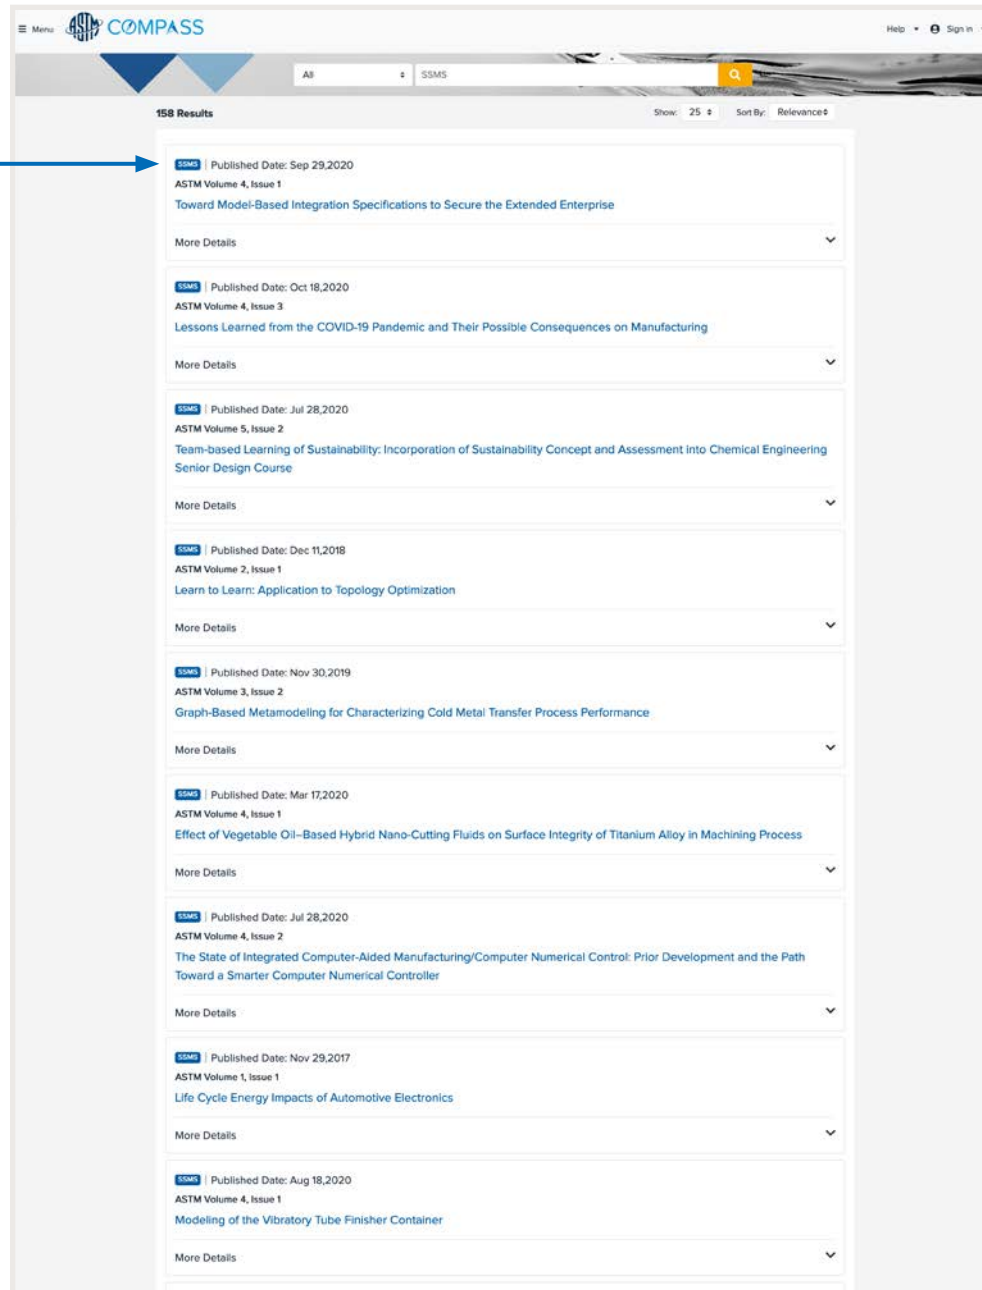 ≡ Menu ASTM COMPASS Help Sign in
All SSMS
158 Results Show: 25 Sort By: Relevance
SSMS | Published Date: Sep 29,2020
ASTM Volume 4, Issue 1
Toward Model-Based Integration Specifications to Secure the Extended Enterprise
More Details
SSMS | Published Date: Oct 18,2020
ASTM Volume 4, Issue 3
Lessons Learned from the COVID-19 Pandemic and Their Possible Consequences on Manufacturing
More Details
SSMS | Published Date: Jul 28,2020
ASTM Volume 5, Issue 2
Team-based Learning of Sustainability: Incorporation of Sustainability Concept and Assessment into Chemical Engineering
Senior Design Course
More Details
SSMS | Published Date: Dec 11,2018
ASTM Volume 2, Issue 1
Learn to Learn: Application to Topology Optimization
More Details
SSMS | Published Date: Nov 30,2019
ASTM Volume 3, Issue 2
Graph-Based Metamodeling for Characterizing Cold Metal Transfer Process Performance
More Details
SSMS | Published Date: Mar 17,2020
ASTM Volume 4, Issue 1
Effect of Vegetable Oil–Based Hybrid Nano-Cutting Fluids on Surface Integrity of Titanium Alloy in Machining Process
More Details
SSMS | Published Date: Jul 28,2020
ASTM Volume 4, Issue 2
The State of Integrated Computer-Aided Manufacturing/Computer Numerical Control: Prior Development and the Path
Toward a Smarter Computer Numerical Controller
More Details
SSMS | Published Date: Nov 29,2017
ASTM Volume 1, Issue 1
Life Cycle Energy Impacts of Automotive Electronics
More Details
SSMS | Published Date: Aug 18,2020
ASTM Volume 4, Issue 1
Modeling of the Vibratory Tube Finisher Container
More Details